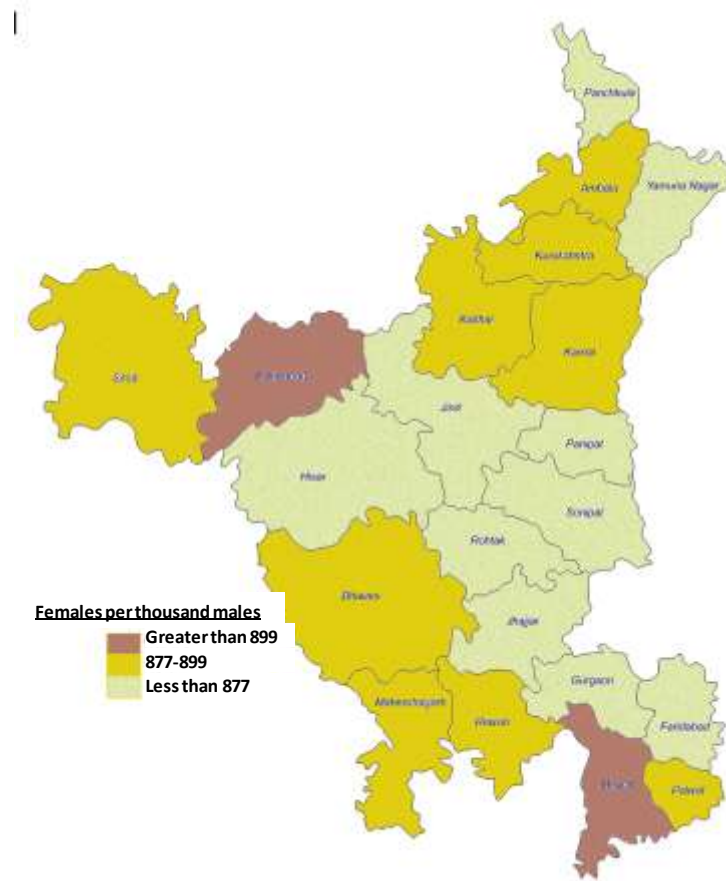 Panchkula
Ambala
Yamuna Nagar
Kurukshetra
Kaithal
Karnal
Sirsa
Fatehabad
Jind
Panipat
Hisar
Sonipat
Rohtak
Bhiwani
Females per thousand males
Greater than 899
877-899
Less than 877
Jhajjar
Gurgaon
Rewari
Faridabad
Palwal